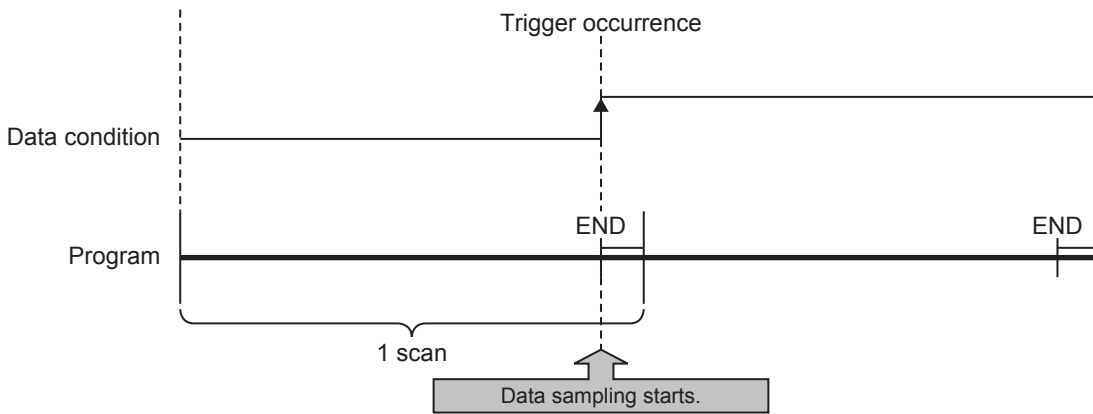 Trigger occurrence
Data condition
END
END
Program
1 scan
Data sampling starts.